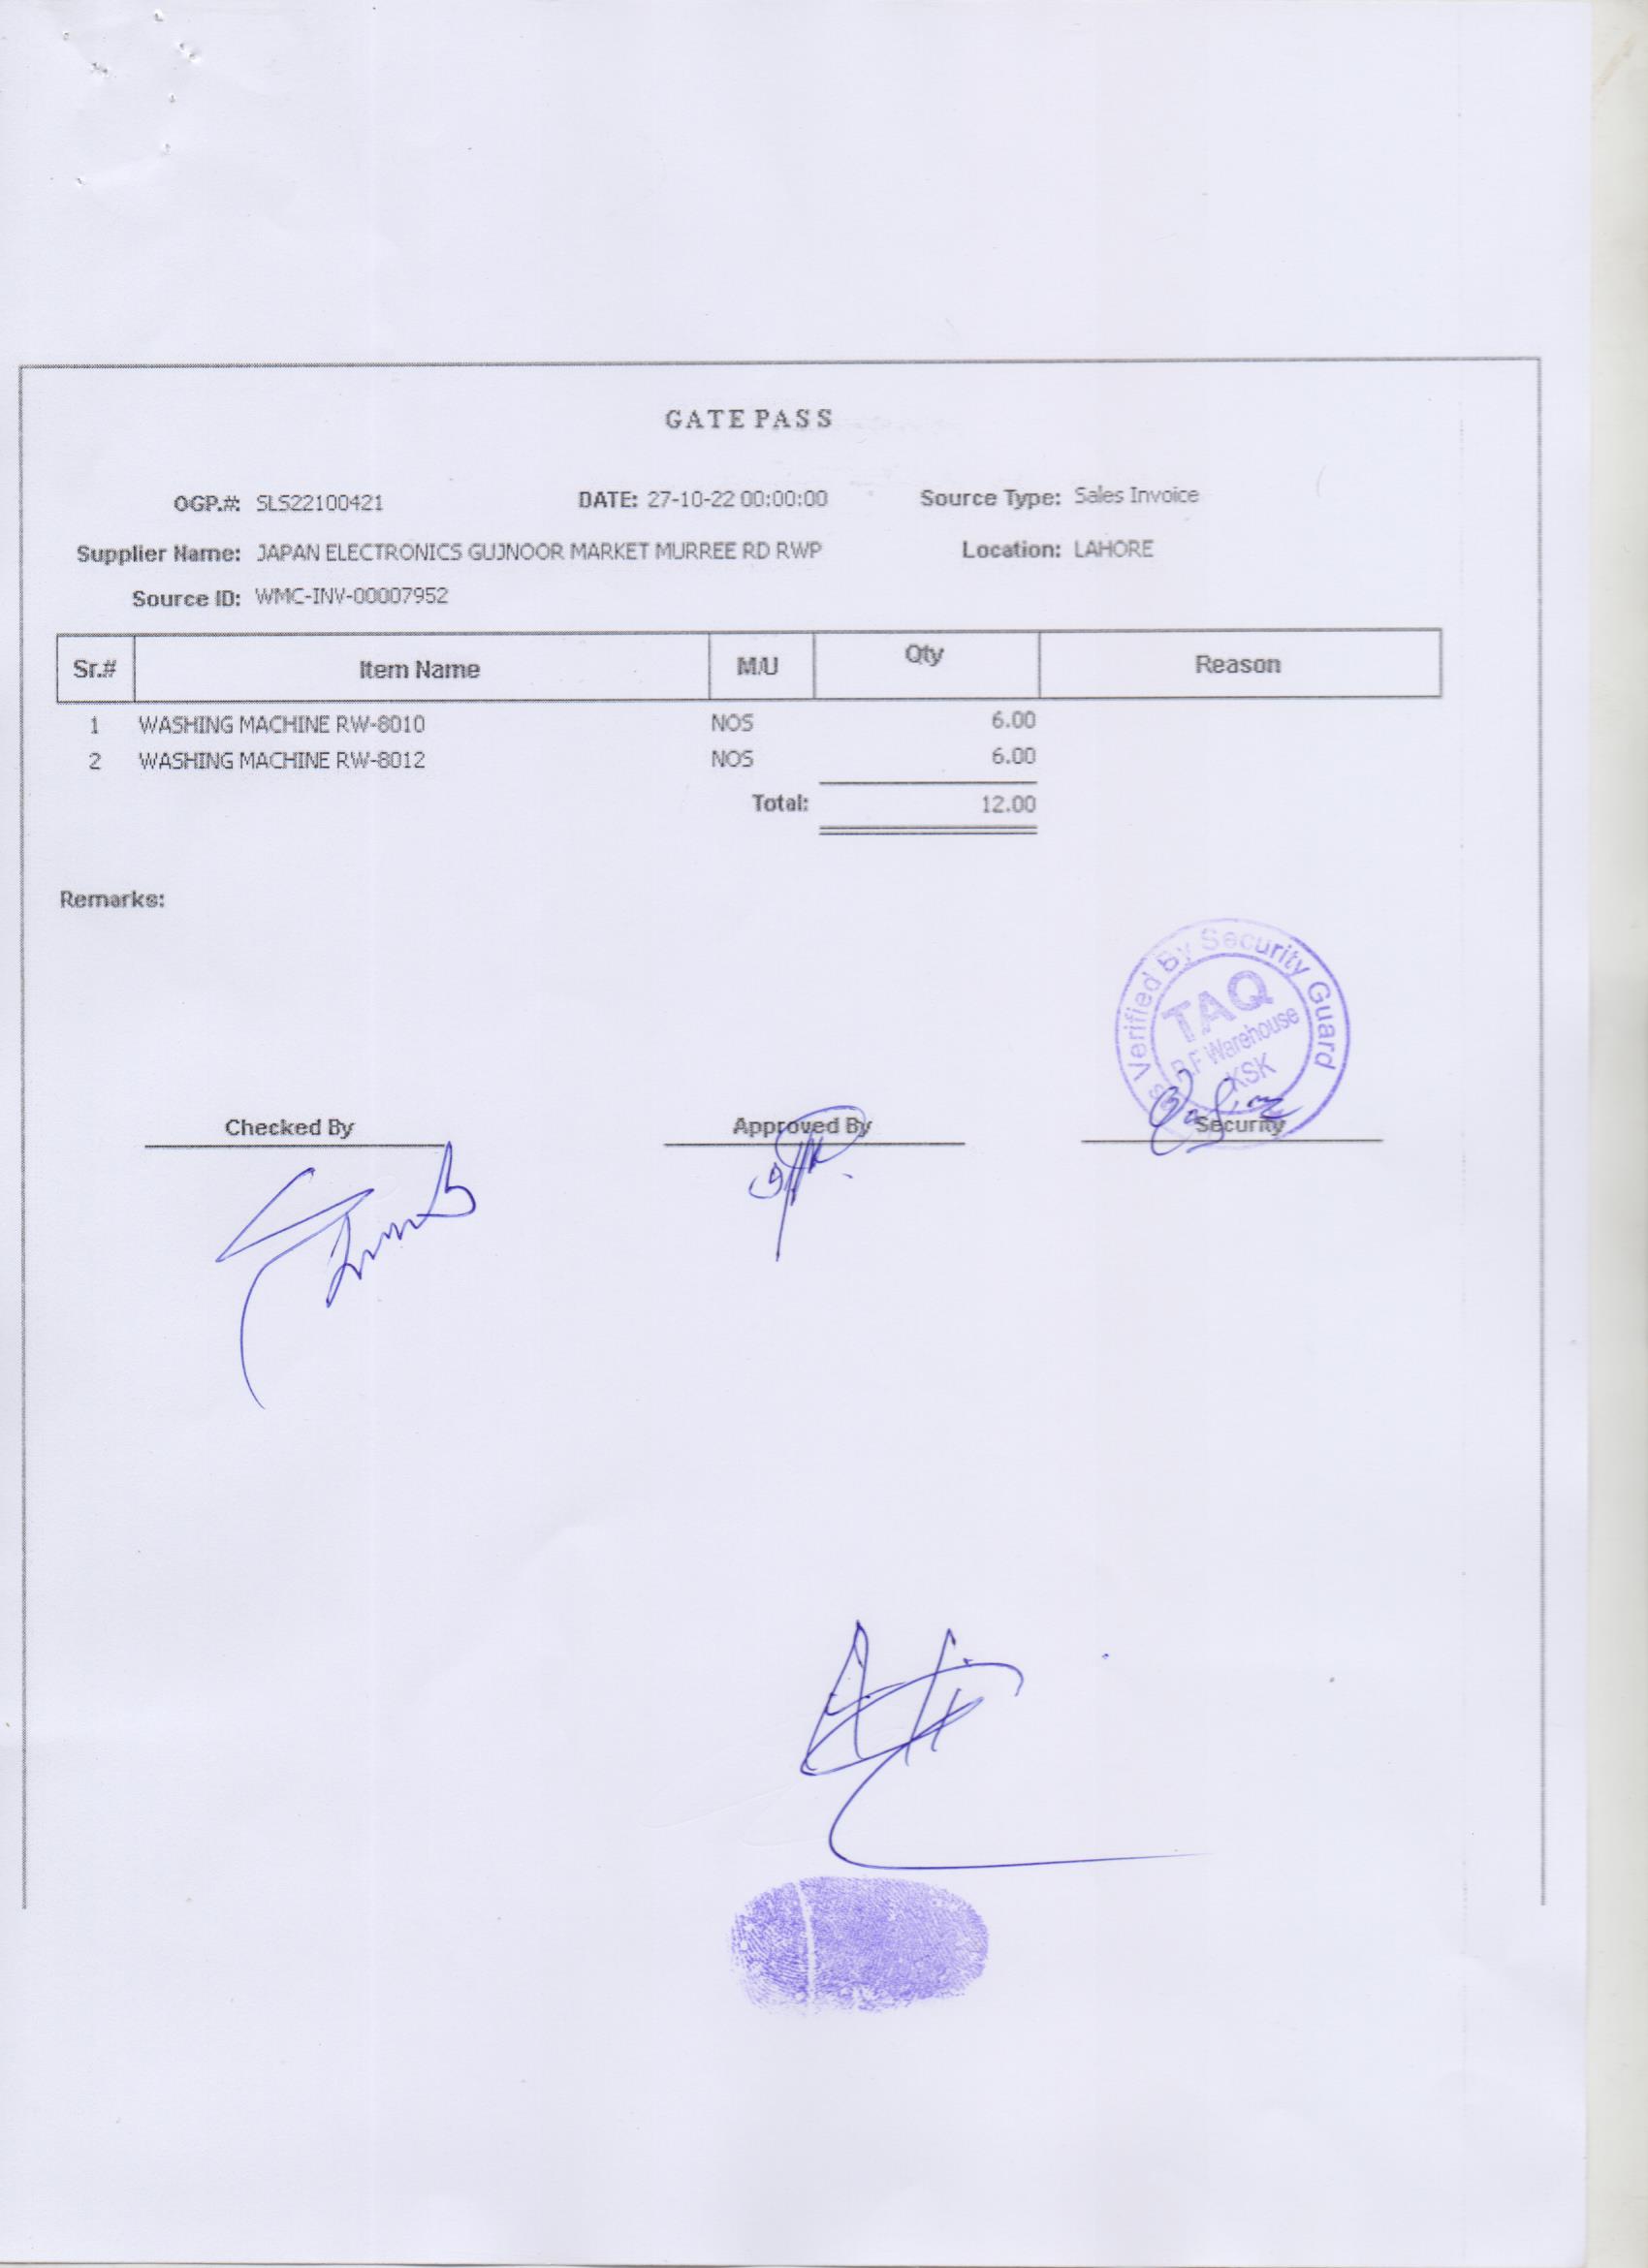 GATE PASS
OGP.#: SLS22100421 DATE: 27-10-22 00:00:00 Source Type: Sales Invoice
Supplier Name: JAPAN ELECTRONICS GUJNOOR MARKET MURREE RD RWP Location: LAHORE
Source ID: WMC-INV-00007952
Sr.# Item Name M/U Qty Reason
1 WASHING MACHINE RW-8010 NOS 6.00
2 WASHING MACHINE RW-8012 NOS 6.00
Total: 12.00
Remarks:
Verified By Security Guard
TAQ
R.F Warehouse
KSK
Checked By Approved By Security